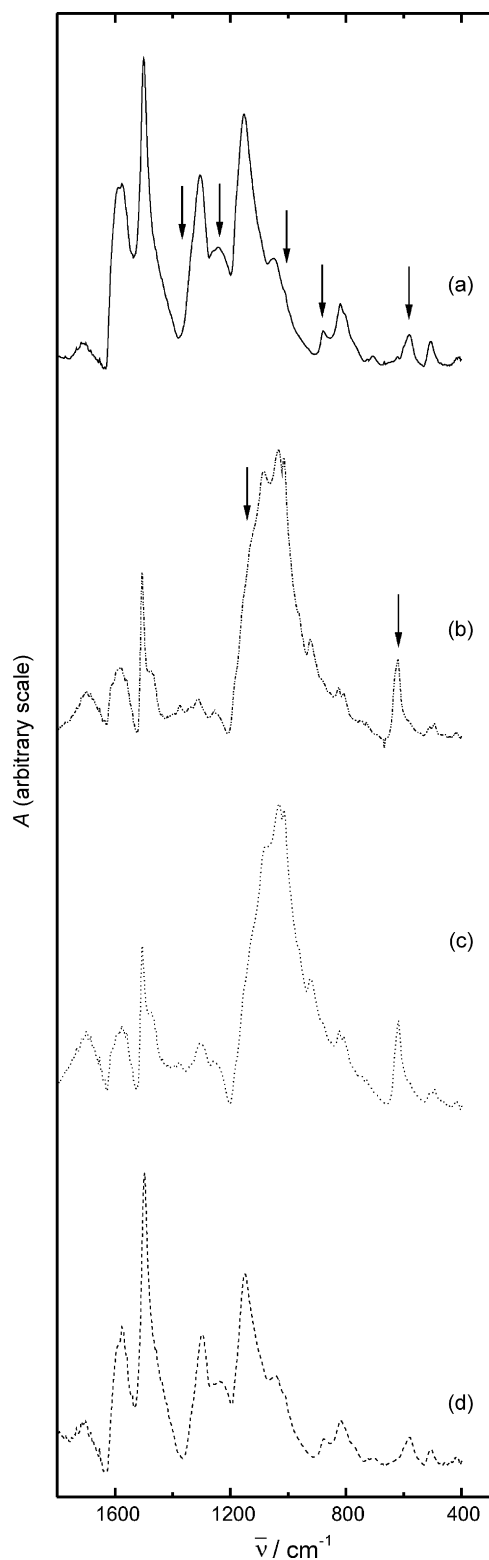 (a)
(b)
A (arbitrary scale)
(c)
(d)
1600 1200 800 400
ν̅ / cm⁻¹